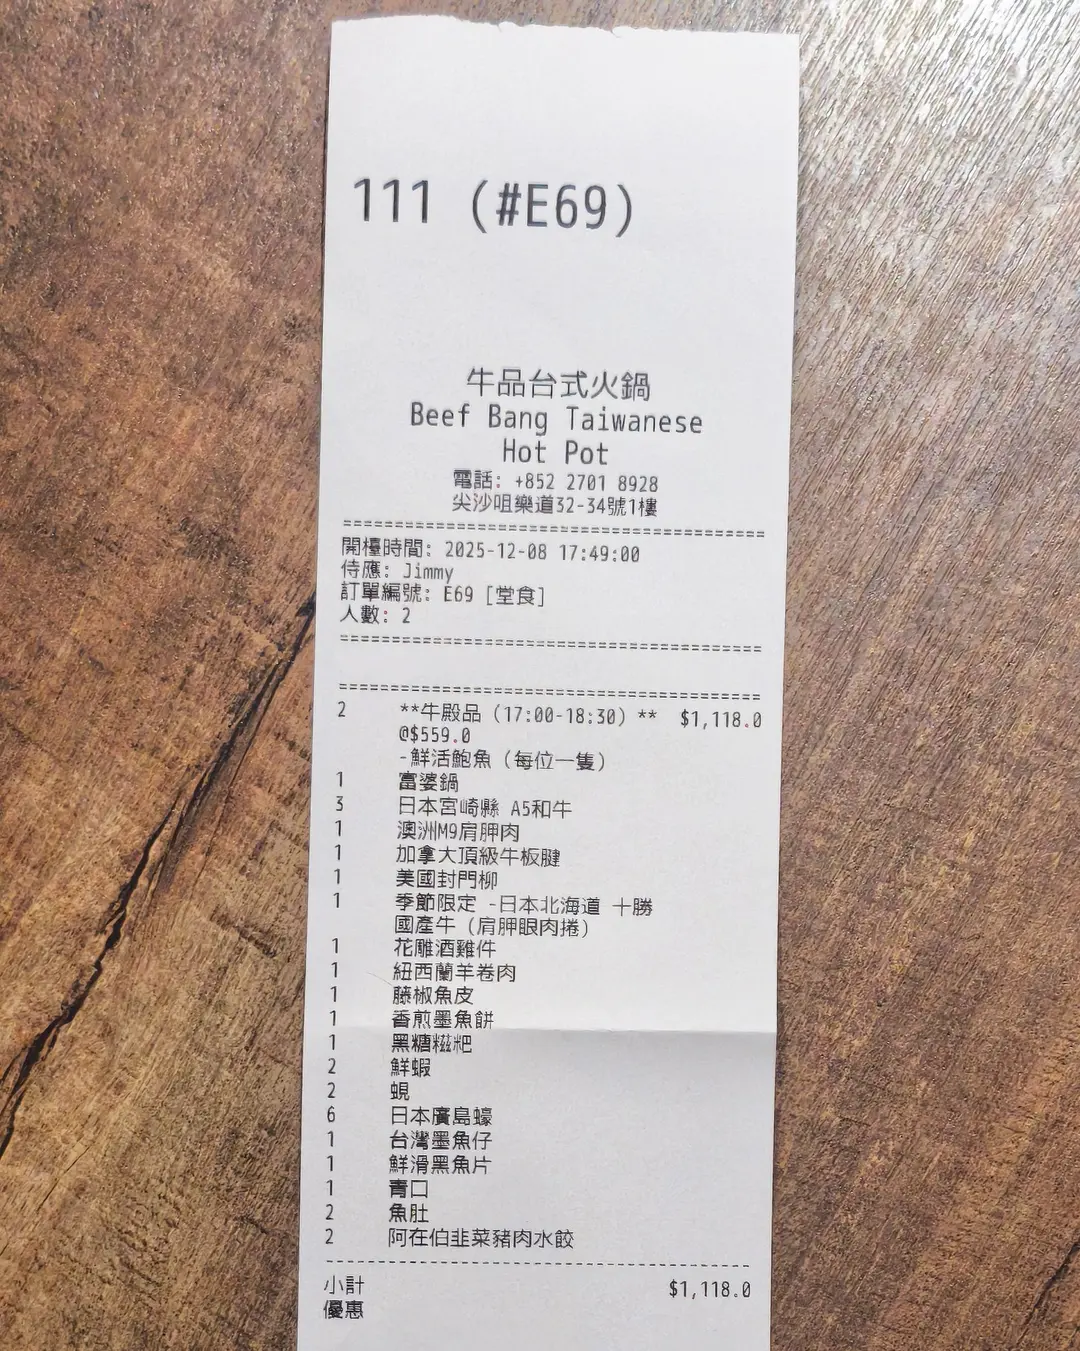 111 (#E69)
牛品台式火鍋
Beef Bang Taiwanese
Hot Pot
電話: +852 2701 8928
尖沙咀樂道32-34號1樓
開檯時間: 2025-12-08 17:49:00
侍應: Jimmy
訂單編號: E69 [堂食]
人數: 2
2 **牛殿品 (17:00-18:30) ** $1,118.0
@$559.0
-鮮活鮑魚 (每位一隻)
1 富婆鍋
3 日本宮崎縣 A5和牛
1 澳洲M9肩胛肉
1 加拿大頂級牛板腱
1 美國封門柳
1 季節限定 -日本北海道 十勝
國產牛 (肩胛眼肉捲)
1 花雕酒雞件
1 紐西蘭羊卷肉
1 藤椒魚皮
1 香煎墨魚餅
1 黑糖糍粑
2 鮮蝦
2 蜆
6 日本廣島蠔
1 台灣墨魚仔
1 鮮滑黑魚片
1 青口
2 魚肚
2 阿在伯韭菜豬肉水餃
小計 $1,118.0
優惠